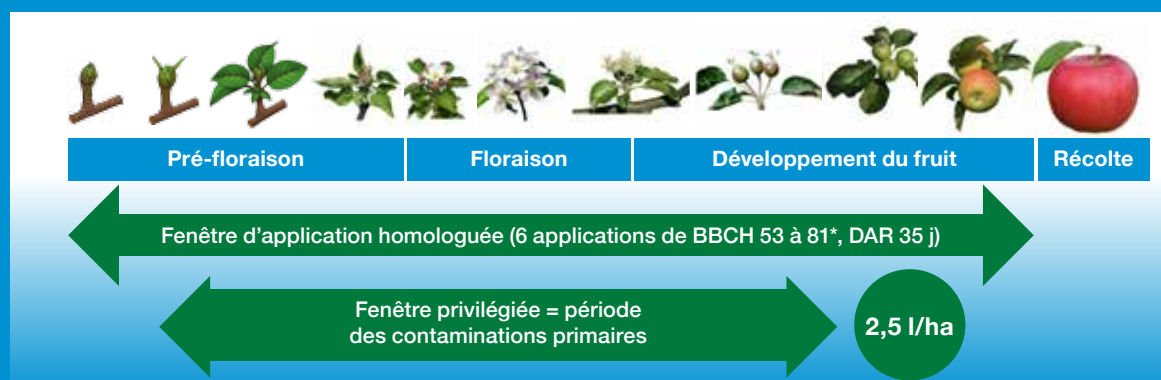 Pré-floraison
Floraison
Développement du fruit
Récolte
Fenêtre d'application homologuée (6 applications de BBCH 53 à 81*, DAR 35 j)
Fenêtre privilégiée = période
des contaminations primaires
2,5 l/ha